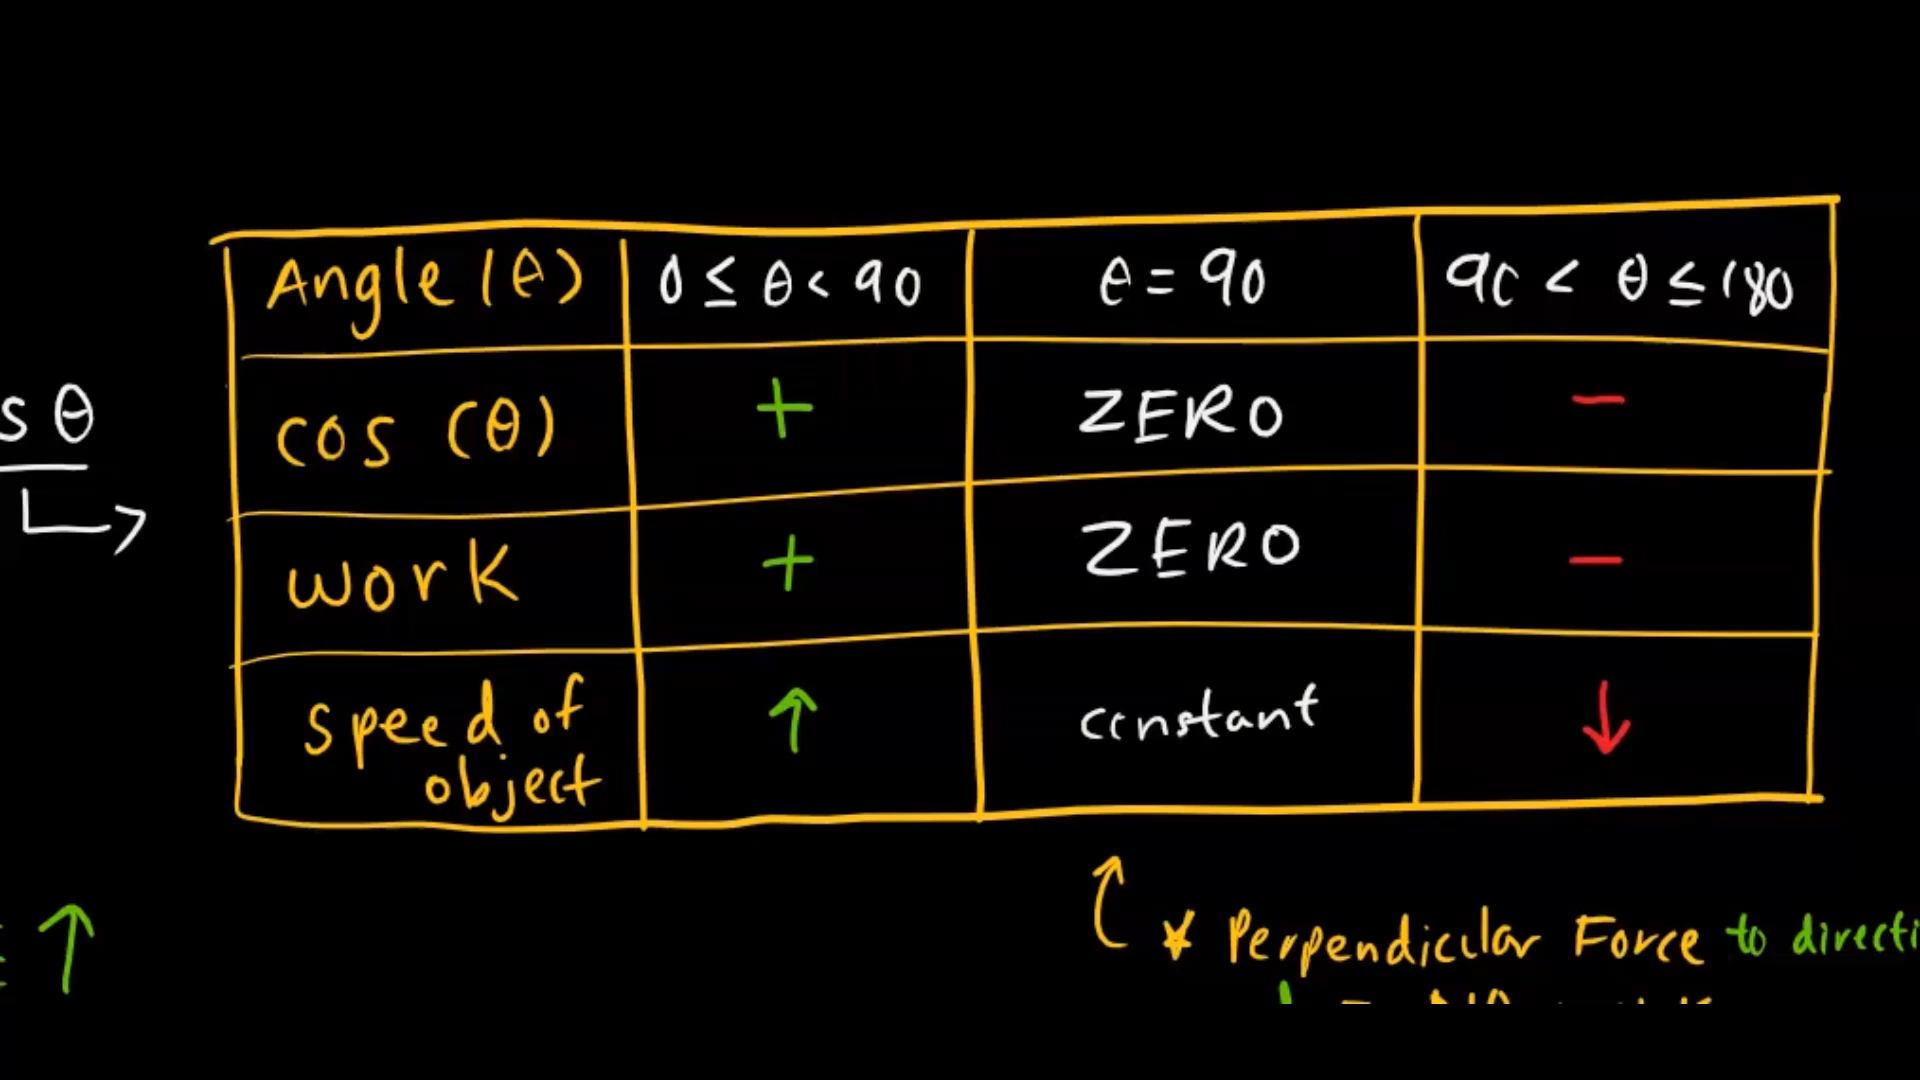 Angle (θ) 0 ≤ θ < 90 θ = 90 90 < θ ≤ 180
s θ
cos (θ) + ZERO −
work + ZERO −
speed of ↑ constant ↓
object
↑ * Perpendicular Force to directi